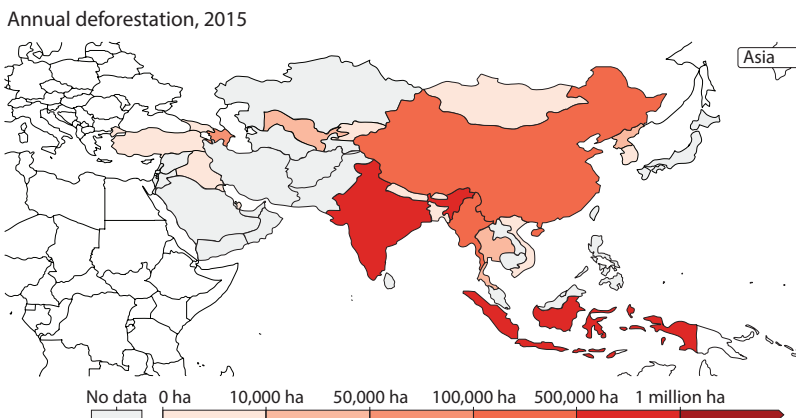 Annual deforestation, 2015
Asia
No data 0 ha 10,000 ha 50,000 ha 100,000 ha 500,000 ha 1 million ha